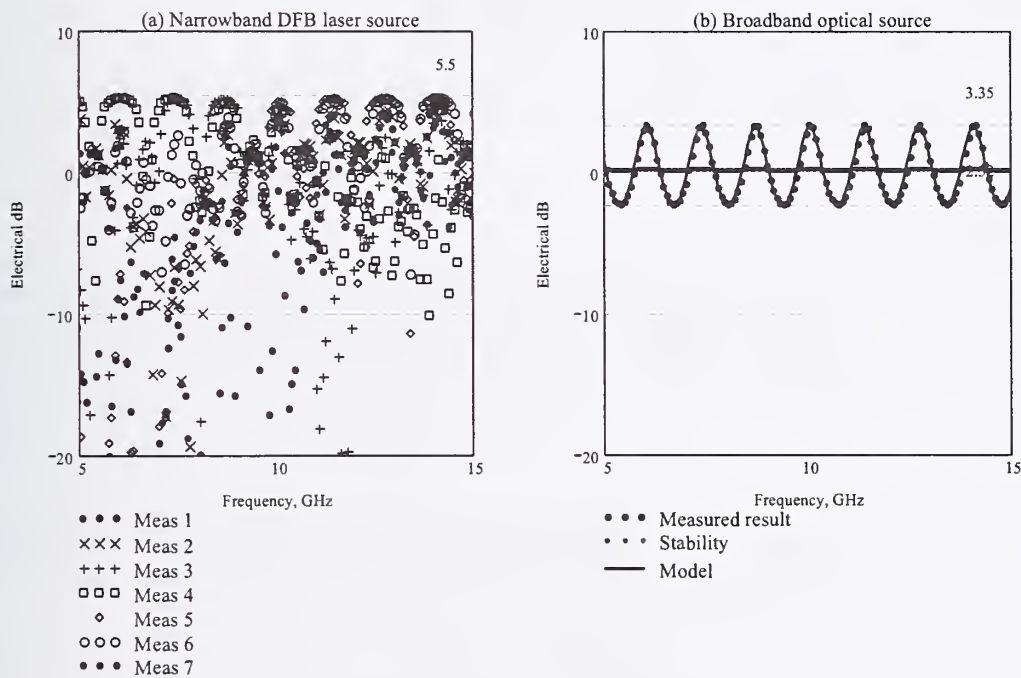 (a) Narrowband DFB laser source
10
5.5
0
−10
−20
5
10
15
Electrical dB
Frequency, GHz
Meas 1
Meas 2
Meas 3
Meas 4
Meas 5
Meas 6
Meas 7
(b) Broadband optical source
10
3.35
0
−10
−20
5
10
15
Electrical dB
Frequency, GHz
Measured result
Stability
Model